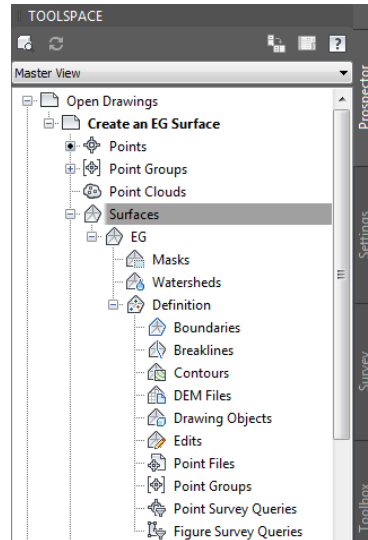 TOOLSPACE
Master View
Open Drawings
Create an EG Surface
Points
Point Groups
Point Clouds
Surfaces
EG
Masks
Watersheds
Definition
Boundaries
Breaklines
Contours
DEM Files
Drawing Objects
Edits
Point Files
Point Groups
Point Survey Queries
Figure Survey Queries
Prospector
Settings
Survey
Toolbox